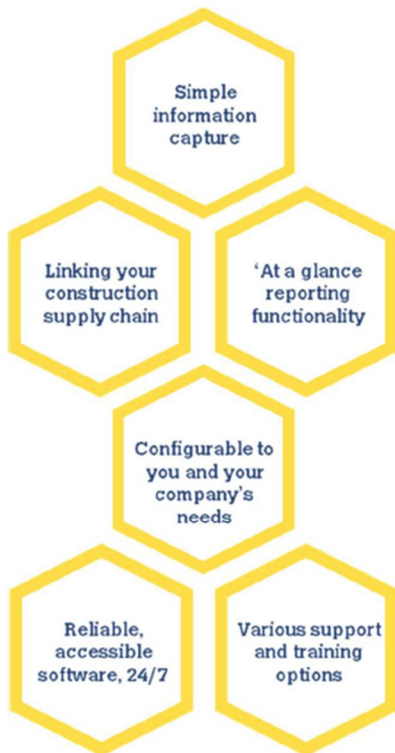 Simple
information
capture
Linking your
construction
supply chain
‘At a glance
reporting
functionality
Configurable to
you and your
company’s
needs
Reliable,
accessible
software, 24/7
Various support
and training
options